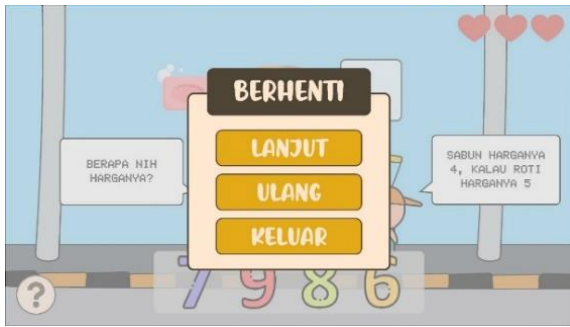 BERHENTI
LANJUT
ULANG
KELUAR
BERAPA NIH
HARGANYA?
SABUN HARGANYA
4, KALAU ROTI
HARGANYA 5
7 9 8 6
?